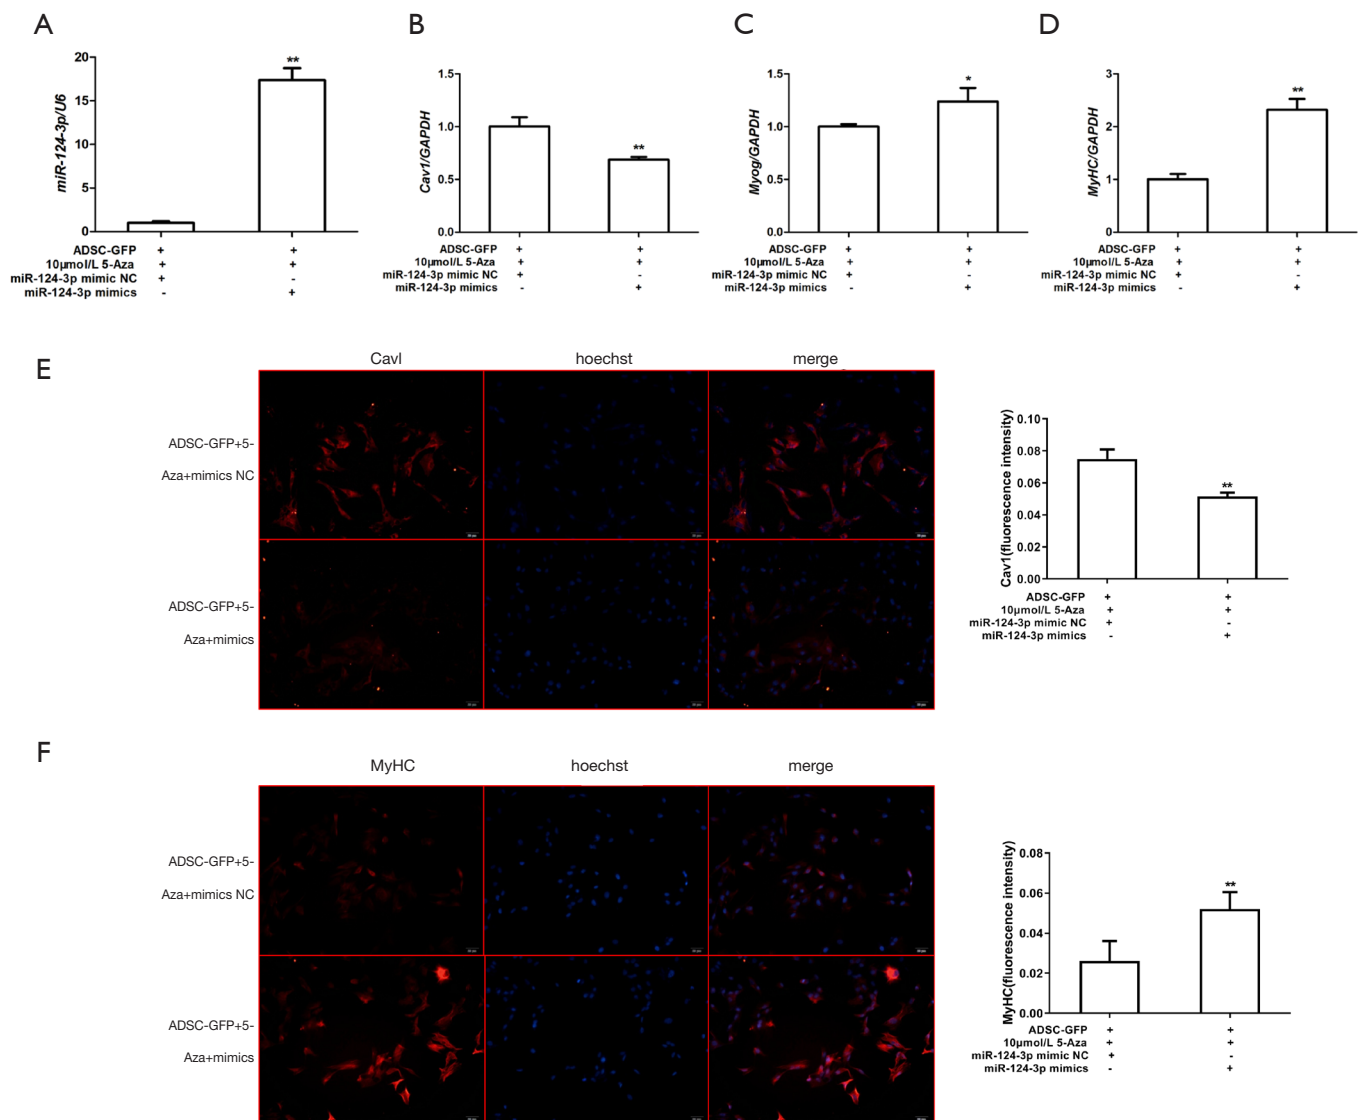 A
B
C
D
miR-124-3p/U6
20
15
10
5
0
**
ADSC-GFP + +
10μmol/L 5-Aza + +
miR-124-3p mimic NC + -
miR-124-3p mimics - +
Cav1/GAPDH
1.5
1.0
0.5
0.0
**
ADSC-GFP + +
10μmol/L 5-Aza + +
miR-124-3p mimic NC + -
miR-124-3p mimics - +
Myog/GAPDH
1.5
1.0
0.5
0.0
*
ADSC-GFP + +
10μmol/L 5-Aza + +
miR-124-3p mimic NC + -
miR-124-3p mimics - +
MyHC/GAPDH
3
2
1
0
**
ADSC-GFP + +
10μmol/L 5-Aza + +
miR-124-3p mimic NC + -
miR-124-3p mimics - +
E
Cavl hoechst merge
ADSC-GFP+5-
Aza+mimics NC
ADSC-GFP+5-
Aza+mimics
Cav1(fluorescence intensity)
0.10
0.08
0.06
0.04
0.02
0.00
**
ADSC-GFP + +
10μmol/L 5-Aza + +
miR-124-3p mimic NC + -
miR-124-3p mimics - +
F
MyHC hoechst merge
ADSC-GFP+5-
Aza+mimics NC
ADSC-GFP+5-
Aza+mimics
MyHC(fluorescence intensity)
0.08
0.06
0.04
0.02
0.00
**
ADSC-GFP + +
10μmol/L 5-Aza + +
miR-124-3p mimic NC + -
miR-124-3p mimics - +